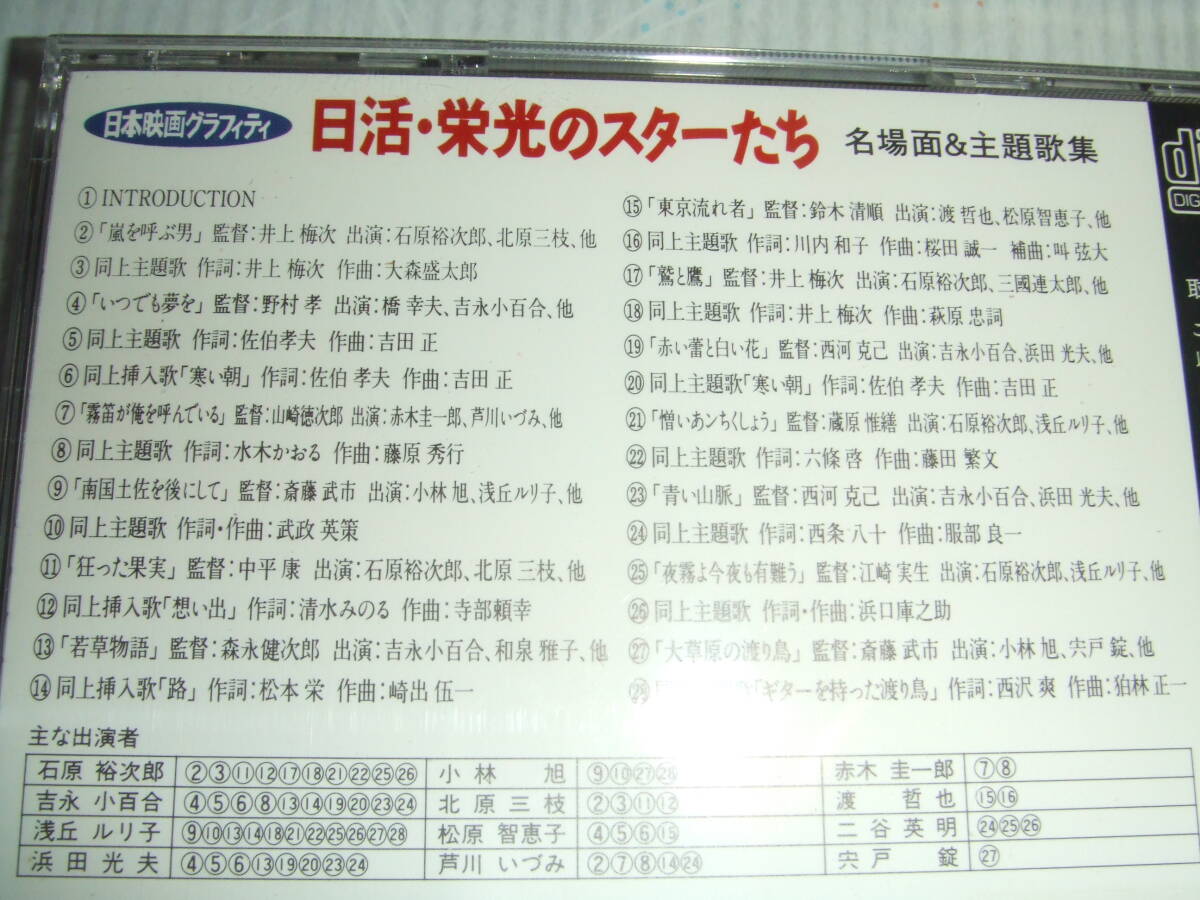 日本映画グラフィティ
日活・栄光のスターたち 名場面&主題歌集
① INTRODUCTION
②「嵐を呼ぶ男」監督:井上 梅次 出演:石原裕次郎、北原三枝、他
③ 同上主題歌 作詞:井上 梅次 作曲:大森盛太郎
④「いつでも夢を」監督:野村 孝 出演:橋 幸夫、吉永小百合、他
⑤ 同上主題歌 作詞:佐伯孝夫 作曲:吉田 正
⑥ 同上挿入歌「寒い朝」作詞:佐伯 孝夫 作曲:吉田 正
⑦「霧笛が俺を呼んでいる」監督:山崎徳次郎 出演:赤木圭一郎、芦川いづみ、他
⑧ 同上主題歌 作詞:水木かおる 作曲:藤原 秀行
⑨「南国土佐を後にして」監督:斎藤 武市 出演:小林 旭、浅丘ルリ子、他
⑩ 同上主題歌 作詞・作曲:武政 英策
⑪「狂った果実」監督:中平 康 出演:石原裕次郎、北原 三枝、他
⑫ 同上挿入歌「想い出」作詞:清水みのる 作曲:寺部頼幸
⑬「若草物語」監督:森永健次郎 出演:吉永小百合、和泉 雅子、他
⑭ 同上挿入歌「路」作詞:松本 栄 作曲:崎出 伍一
⑮「東京流れ者」監督:鈴木 清順 出演:渡 哲也、松原智恵子、他
⑯ 同上主題歌 作詞:川内 和子 作曲:桜田 誠一 補曲:叫 弦大
⑰「鷲と鷹」監督:井上 梅次 出演:石原裕次郎、三國連太郎、他
⑱ 同上主題歌 作詞:井上 梅次 作曲:萩原 忠詞
⑲「赤い蕾と白い花」監督:西河 克己 出演:吉永小百合、浜田 光夫、他
⑳ 同上主題歌「寒い朝」作詞:佐伯 孝夫 作曲:吉田 正
㉑「憎いあンちくしょう」監督:蔵原 惟繕 出演:石原裕次郎、浅丘ルリ子、他
㉒ 同上主題歌 作詞:六條 啓 作曲:藤田 繁文
㉓「青い山脈」監督:西河 克己 出演:吉永小百合、浜田 光夫、他
㉔ 同上主題歌 作詞:西条 八十 作曲:服部 良一
㉕「夜霧よ今夜も有難う」監督:江崎 実生 出演:石原裕次郎、浅丘ルリ子、他
㉖ 同上主題歌 作詞・作曲:浜口庫之助
㉗「大草原の渡り鳥」監督:斎藤 武市 出演:小林 旭、宍戸 錠、他
㉘ 「ギターを持った渡り鳥」作詞:西沢 爽 作曲:狛林 正一
主な出演者
石原 裕次郎 ②③⑪⑫⑰⑱㉑㉒㉕㉖ 小林 旭 ⑨⑩㉗㉘ 赤木 圭一郎 ⑦⑧
吉永 小百合 ④⑤⑥⑧⑬⑭⑲⑳㉓㉔ 北原 三枝 ②③⑪⑫ 渡 哲也 ⑮⑯
浅丘 ルリ子 ⑨⑩⑬⑭⑱㉑㉒㉕㉖㉗㉘ 松原 智恵子 ④⑤⑥⑮ 二谷 英明 ㉔㉕㉖
浜田 光夫 ④⑤⑥⑬⑲⑳㉓㉔ 芦川 いづみ ②⑦⑧⑭㉔ 宍戸 錠 ㉗